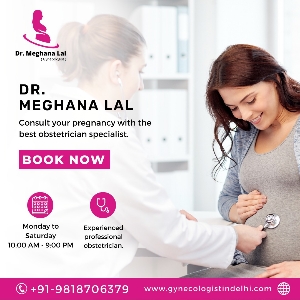 Dr. Meghana Lal
DR.
MEGHANA LAL
Consult your pregnancy with the
best obstetrician specialist.
BOOK NOW
Monday to
Saturday
10:00 AM - 9:00 PM
Experienced
professional
obstetrician.
+91-9818706379
www.gynecologistindelhi.com